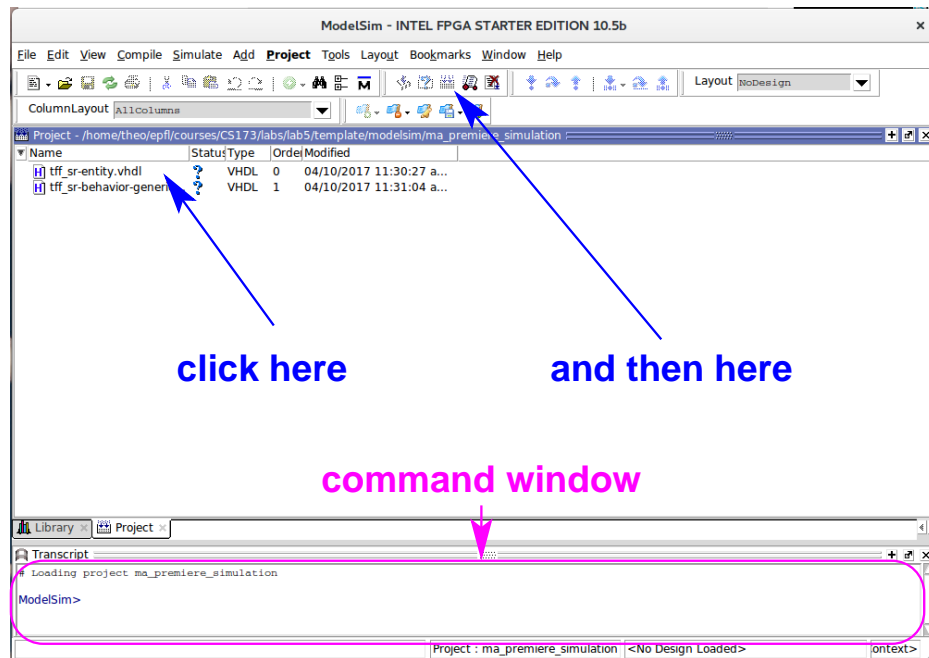 ModelSim - INTEL FPGA STARTER EDITION 10.5b
File Edit View Compile Simulate Add Project Tools Layout Bookmarks Window Help
Layout NoDesign
ColumnLayout AllColumns
Project - /home/theo/epfl/courses/CS173/labs/lab5/template/modelsim/ma_premiere_simulation
Name Status Type Order Modified
tff_sr-entity.vhdl ? VHDL 0 04/10/2017 11:30:27 a...
tff_sr-behavior-generi ? VHDL 1 04/10/2017 11:31:04 a...
click here
and then here
command window
Library Project
Transcript
# Loading project ma_premiere_simulation
ModelSim>
Project : ma_premiere_simulation <No Design Loaded> ontext>